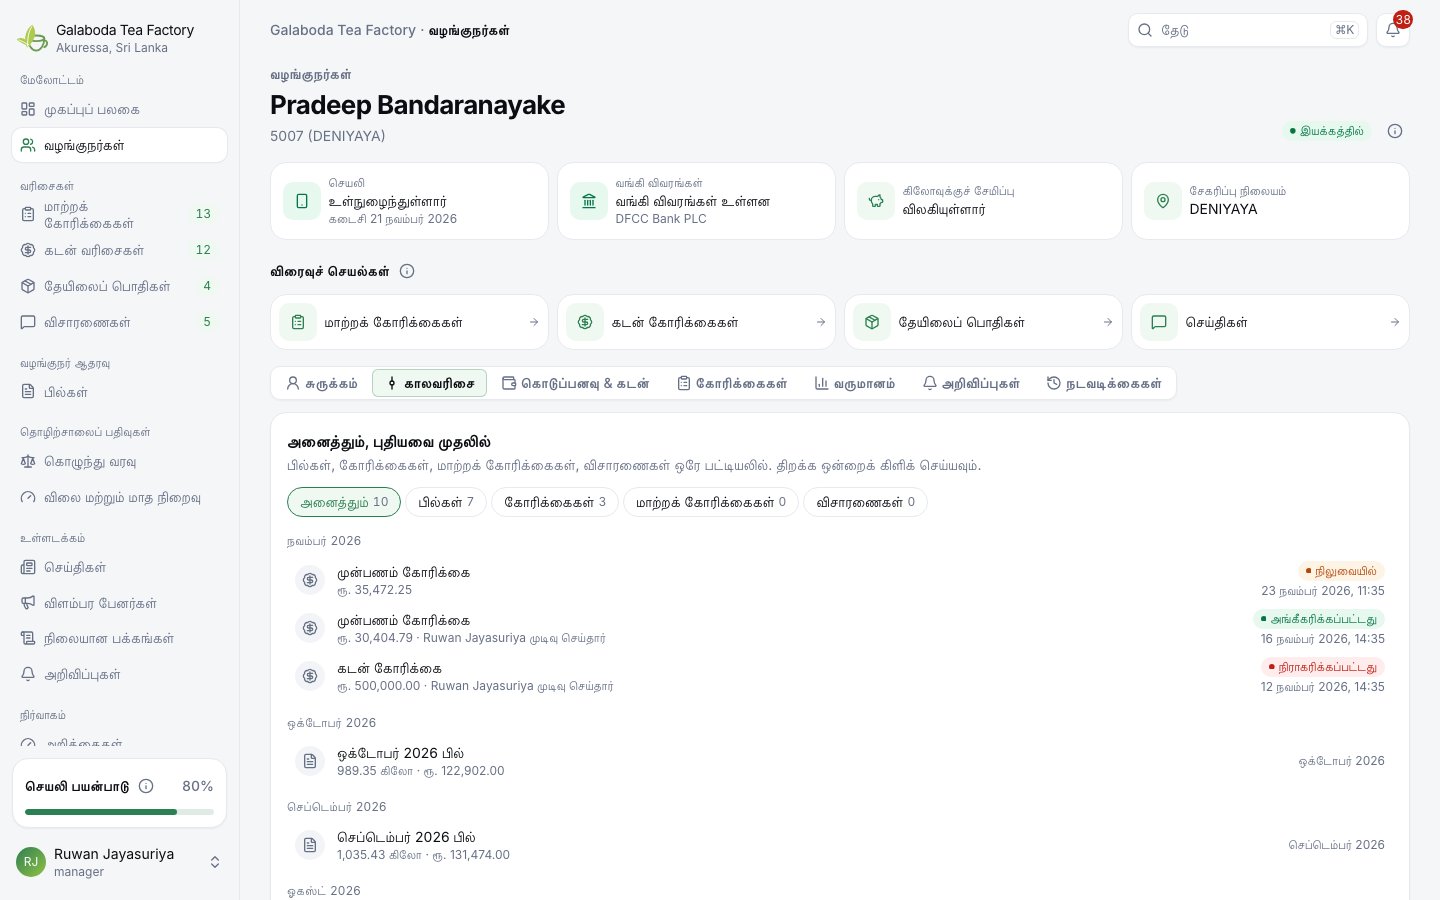 Galaboda Tea Factory
Akuressa, Sri Lanka
மேலோட்டம்
முகப்புப் பலகை
வழங்குநர்கள்
வரிசைகள்
மாற்றக் கோரிக்கைகள் 13
கடன் வரிசைகள் 12
தேயிலைப் பொதிகள் 4
விசாரணைகள் 5
வழங்குநர் ஆதரவு
பில்கள்
தொழிற்சாலைப் பதிவுகள்
கொழுந்து வரவு
விலை மற்றும் மாத நிறைவு
உள்ளடக்கம்
செய்திகள்
விளம்பர பேனர்கள்
நிலையான பக்கங்கள்
அறிவிப்புகள்
நிர்வாகம்
அறிக்கைகள்
செயலி பயன்பாடு 80%
RJ
Ruwan Jayasuriya
manager
Galaboda Tea Factory · வழங்குநர்கள்
தேடு ⌘K
38
வழங்குநர்கள்
Pradeep Bandaranayake
5007 (DENIYAYA)
இயக்கத்தில்
செயலி
உள்நுழைந்துள்ளார்
கடைசி 21 நவம்பர் 2026
வங்கி விவரங்கள்
வங்கி விவரங்கள் உள்ளன
DFCC Bank PLC
கிலோவுக்குச் சேமிப்பு
விலகியுள்ளார்
சேகரிப்பு நிலையம்
DENIYAYA
விரைவுச் செயல்கள்
மாற்றக் கோரிக்கைகள்
கடன் கோரிக்கைகள்
தேயிலைப் பொதிகள்
செய்திகள்
சுருக்கம் காலவரிசை கொடுப்பனவு & கடன் கோரிக்கைகள் வருமானம் அறிவிப்புகள் நடவடிக்கைகள்
அனைத்தும், புதியவை முதலில்
பில்கள், கோரிக்கைகள், மாற்றக் கோரிக்கைகள், விசாரணைகள் ஒரே பட்டியலில். திறக்க ஒன்றைக் கிளிக் செய்யவும்.
அனைத்தும் 10 பில்கள் 7 கோரிக்கைகள் 3 மாற்றக் கோரிக்கைகள் 0 விசாரணைகள் 0
நவம்பர் 2026
முன்பணம் கோரிக்கை
ரூ. 35,472.25
நிலுவையில்
23 நவம்பர் 2026, 11:35
முன்பணம் கோரிக்கை
ரூ. 30,404.79 · Ruwan Jayasuriya முடிவு செய்தார்
அங்கீகரிக்கப்பட்டது
16 நவம்பர் 2026, 14:35
கடன் கோரிக்கை
ரூ. 500,000.00 · Ruwan Jayasuriya முடிவு செய்தார்
நிராகரிக்கப்பட்டது
12 நவம்பர் 2026, 14:35
ஒக்டோபர் 2026
ஒக்டோபர் 2026 பில்
989.35 கிலோ · ரூ. 122,902.00
ஒக்டோபர் 2026
செப்டெம்பர் 2026
செப்டெம்பர் 2026 பில்
1,035.43 கிலோ · ரூ. 131,474.00
செப்டெம்பர் 2026
ஓகஸ்ட் 2026